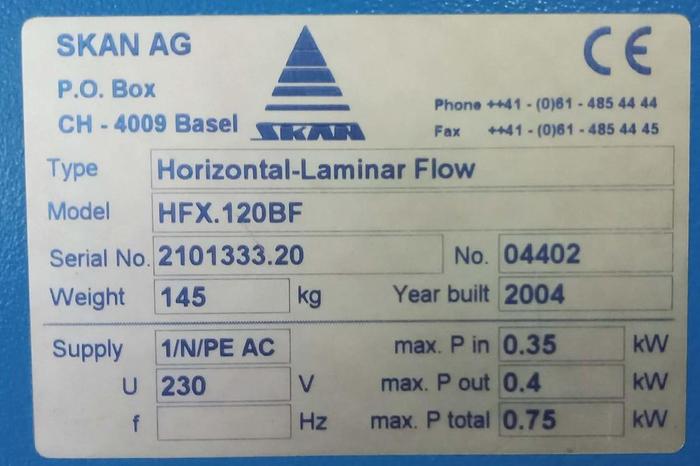 SKAN AG
P.O. Box
CH - 4009 Basel
SKAN
CE
Phone ++41 - (0)61 - 485 44 44
Fax ++41 - (0)61 - 485 44 45
Type Horizontal-Laminar Flow
Model HFX.120BF
Serial No. 2101333.20 No. 04402
Weight 145 kg Year built 2004
Supply 1/N/PE AC max. P in 0.35 kW
U 230 V max. P out 0.4 kW
f Hz max. P total 0.75 kW